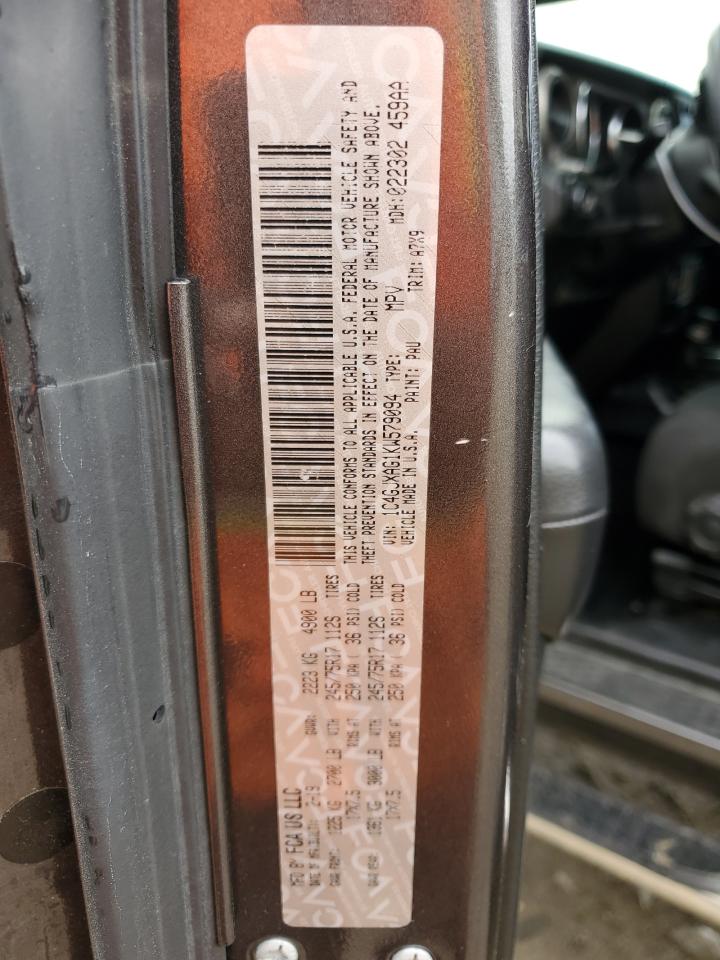 MFD BY FCA US LLC
DATE OF MFR 2-19 GVWR: 2223 KG 4900 LB
GAWR FRONT: 1225 KG 2700 LB WITH 245/75R17 112S TIRES
17X7.5 RIMS AT 250 KPA ( 36 PSI) COLD
GAWR REAR: 1361 KG 3000 LB WITH 245/75R17 112S TIRES
17X7.5 RIMS AT 250 KPA ( 36 PSI) COLD
THIS VEHICLE CONFORMS TO ALL APPLICABLE U.S.A. FEDERAL MOTOR VEHICLE SAFETY AND
THEFT PREVENTION STANDARDS IN EFFECT ON THE DATE OF MANUFACTURE SHOWN ABOVE.
VIN: 1C4GJXAG1KW579094 TYPE: MPV MDH:022302 459AA
VEHICLE MADE IN U.S.A. PAINT: PAU TRIM: A7X9